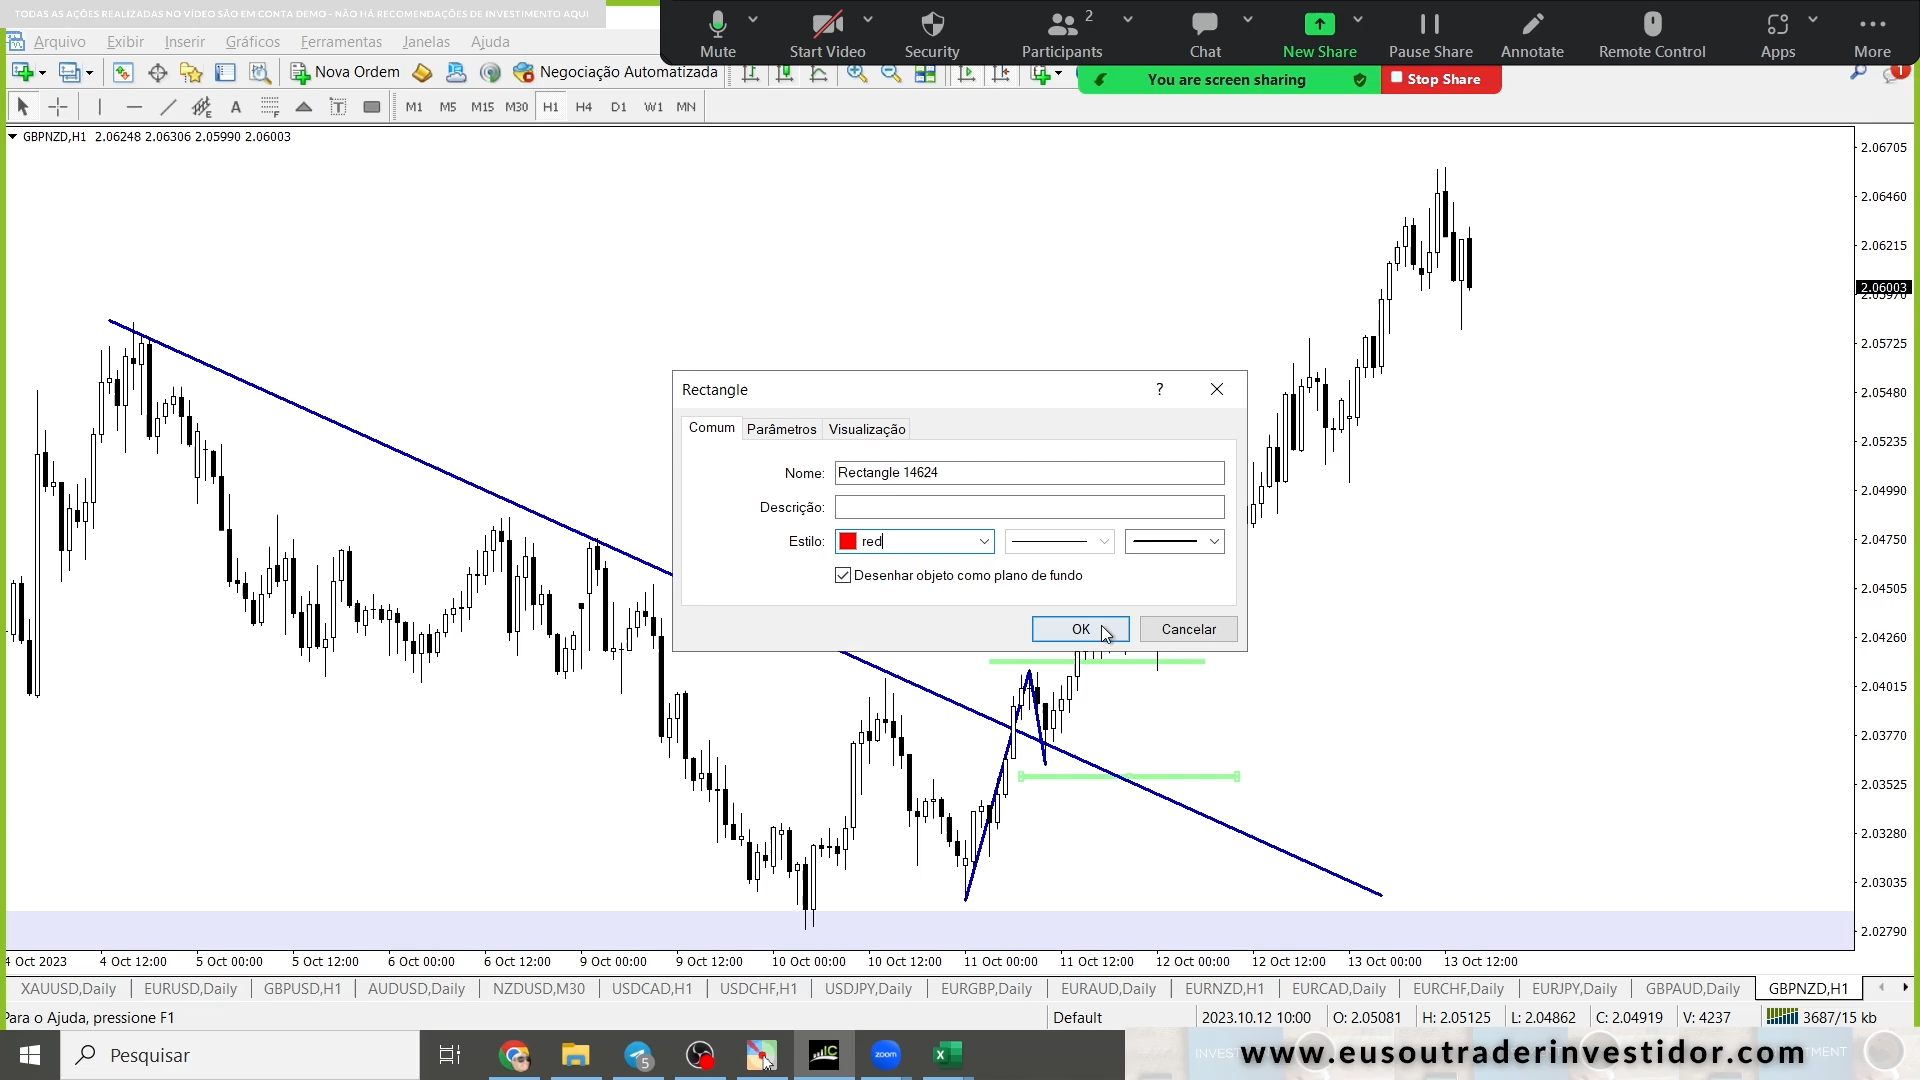 TODAS AS AÇÕES REALIZADAS NO VÍDEO SÃO EM CONTA DEMO - NÃO HÁ RECOMENDAÇÕES DE INVESTIMENTO AQUI
Mute Start Video Security Participants 2 Chat New Share Pause Share Annotate Remote Control Apps More
Arquivo Exibir Inserir Gráficos Ferramentas Janelas Ajuda
You are screen sharing Stop Share
Nova Ordem Negociação Automatizada 1
A T M1 M5 M15 M30 H1 H4 D1 W1 MN
GBPNZD,H1 2.06248 2.06306 2.05990 2.06003
2.06705
2.06460
2.06215
2.06003
2.05725
2.05480
2.05235
2.04990
2.04750
2.04505
2.04260
2.04015
2.03770
2.03525
2.03280
2.03035
2.02790
Rectangle ?
Comum Parâmetros Visualização
Nome: Rectangle 14624
Descrição:
Estilo: red
Desenhar objeto como plano de fundo
OK Cancelar
4 Oct 2023 4 Oct 12:00 5 Oct 00:00 5 Oct 12:00 6 Oct 00:00 6 Oct 12:00 9 Oct 00:00 9 Oct 12:00 10 Oct 00:00 10 Oct 12:00 11 Oct 00:00 11 Oct 12:00 12 Oct 00:00 12 Oct 12:00 13 Oct 00:00 13 Oct 12:00
XAUUSD,Daily EURUSD,Daily GBPUSD,H1 AUDUSD,Daily NZDUSD,M30 USDCAD,H1 USDCHF,H1 USDJPY,Daily EURGBP,Daily EURAUD,Daily EURNZD,H1 EURCAD,Daily EURCHF,Daily EURJPY,Daily GBPAUD,Daily GBPNZD,H1
Para o Ajuda, pressione F1 Default 2023.10.12 10:00 O: 2.05081 H: 2.05125 L: 2.04862 C: 2.04919 V: 4237 3687/15 kb
Pesquisar 5 IC zoom
www.eusoutraderinvestidor.com